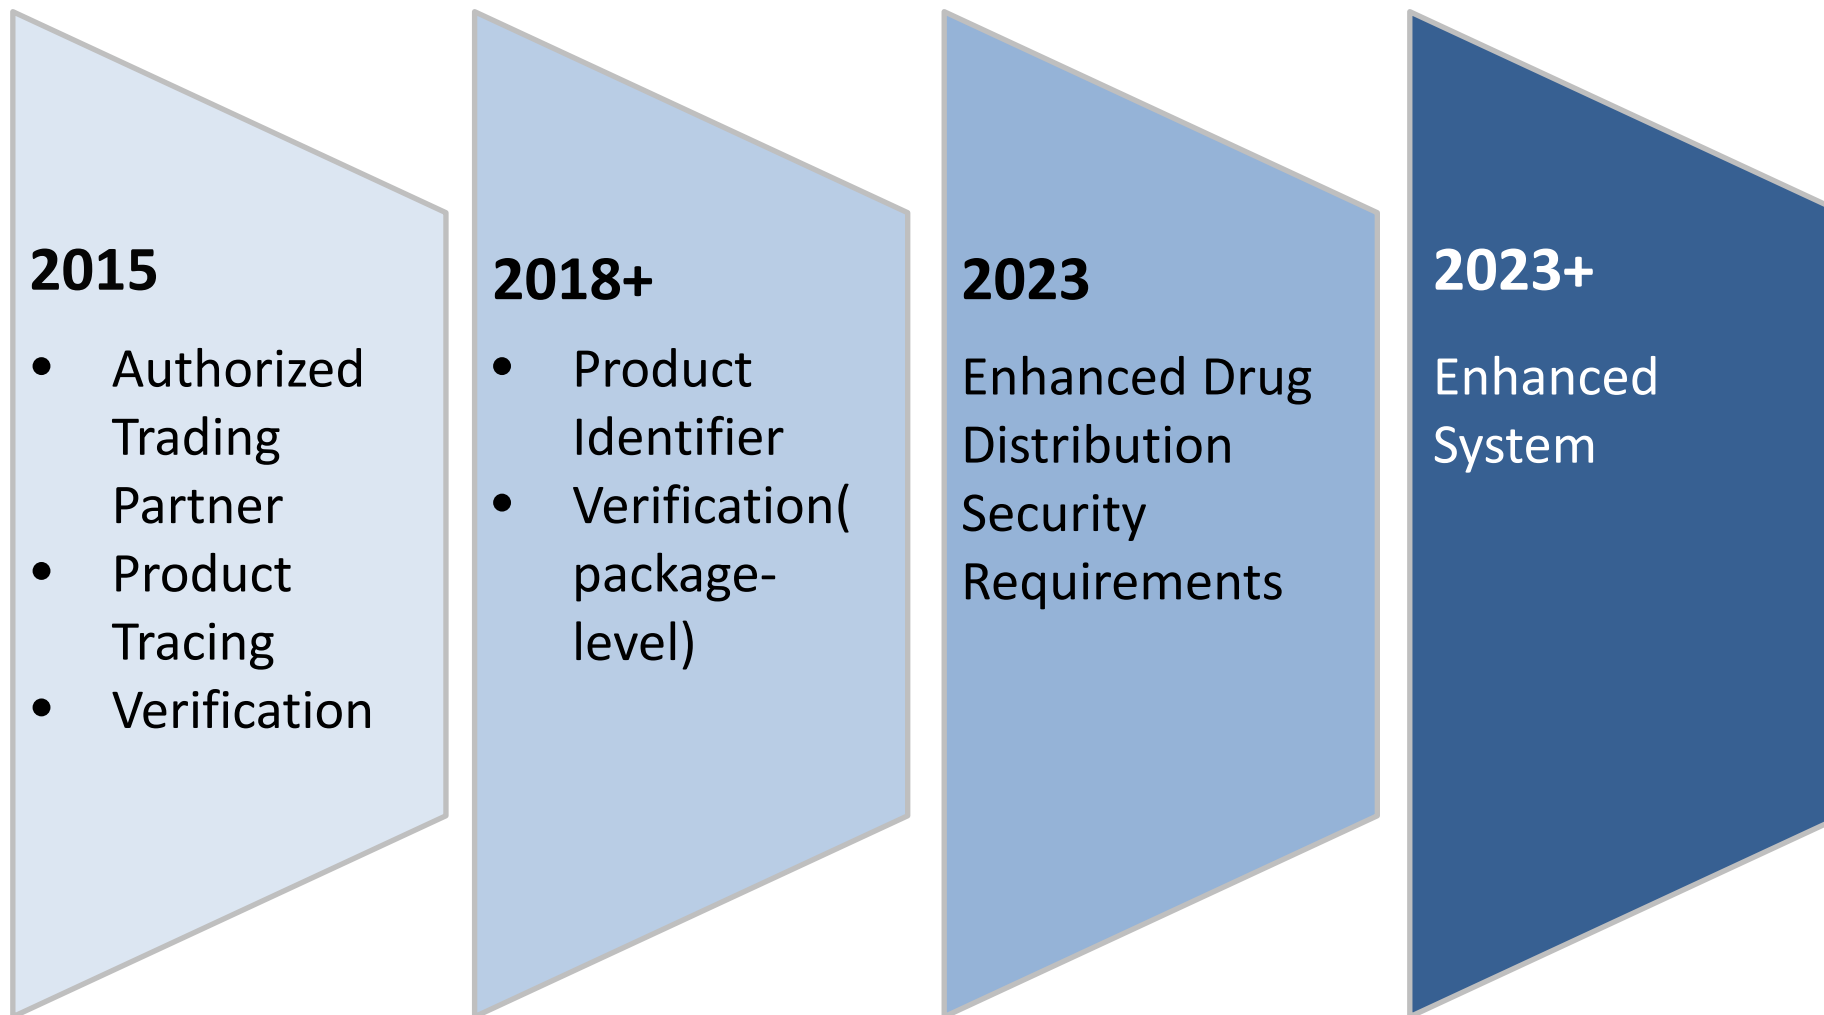 2015
• Authorized
Trading
Partner
• Product
Tracing
• Verification
2018+
• Product
Identifier
• Verification(
package-
level)
2023
Enhanced Drug
Distribution
Security
Requirements
2023+
Enhanced
System